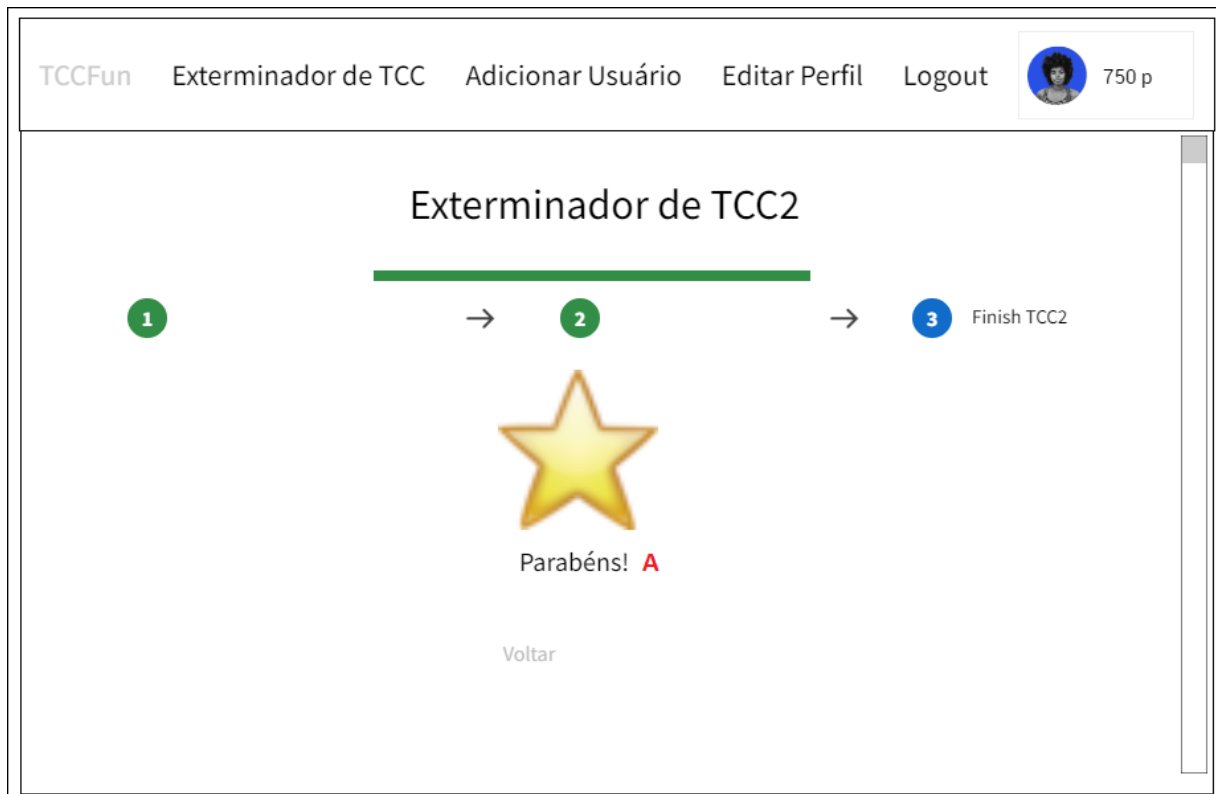 TCCFun Exterminador de TCC Adicionar Usuário Editar Perfil Logout 750 p
Exterminador de TCC2
1 → 2 → 3 Finish TCC2
Parabéns! A
Voltar